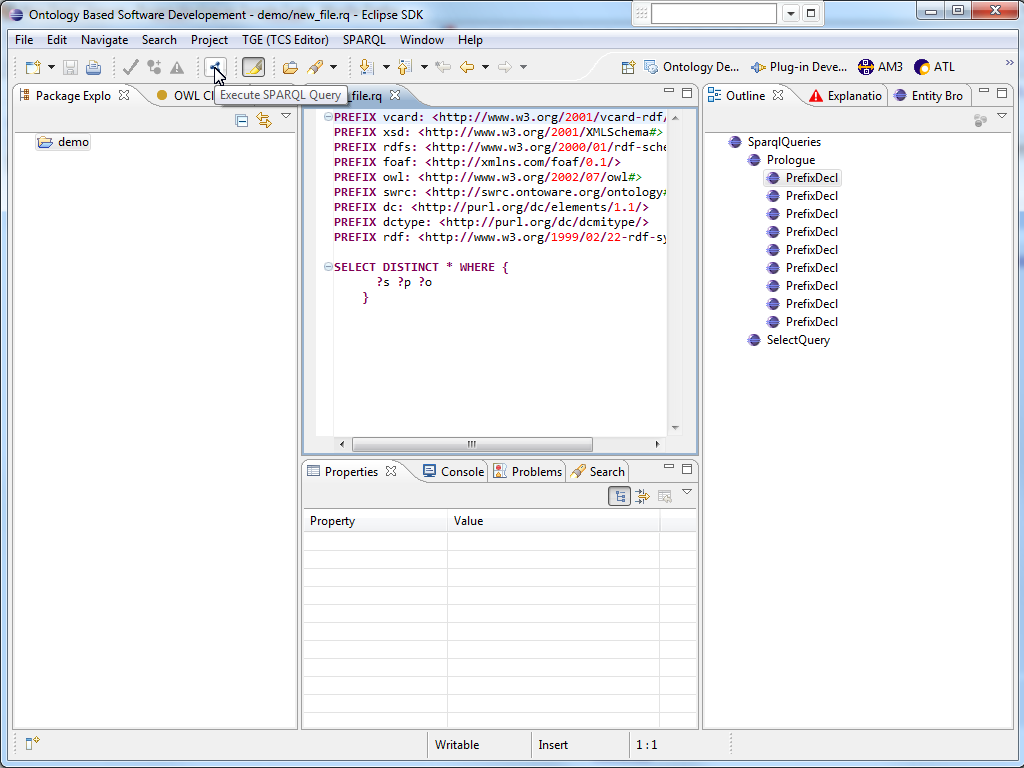 Ontology Based Software Developement - demo/new_file.rq - Eclipse SDK
File Edit Navigate Search Project TGE (TCS Editor) SPARQL Window Help
Ontology De... Plug-in Deve... AM3 ATL »
Package Explo OWL Cl _file.rq
Execute SPARQL Query
Outline Explanatio Entity Bro
demo
PREFIX vcard: <http://www.w3.org/2001/vcard-rdf/
PREFIX xsd: <http://www.w3.org/2001/XMLSchema#>
PREFIX rdfs: <http://www.w3.org/2000/01/rdf-sche
PREFIX foaf: <http://xmlns.com/foaf/0.1/>
PREFIX owl: <http://www.w3.org/2002/07/owl#>
PREFIX swrc: <http://swrc.ontoware.org/ontology#
PREFIX dc: <http://purl.org/dc/elements/1.1/>
PREFIX dctype: <http://purl.org/dc/dcmitype/>
PREFIX rdf: <http://www.w3.org/1999/02/22-rdf-sy
SELECT DISTINCT * WHERE {
?s ?p ?o
}
SparqlQueries
Prologue
PrefixDecl
PrefixDecl
PrefixDecl
PrefixDecl
PrefixDecl
PrefixDecl
PrefixDecl
PrefixDecl
PrefixDecl
SelectQuery
Properties Console Problems Search
Property Value
Writable Insert 1 : 1